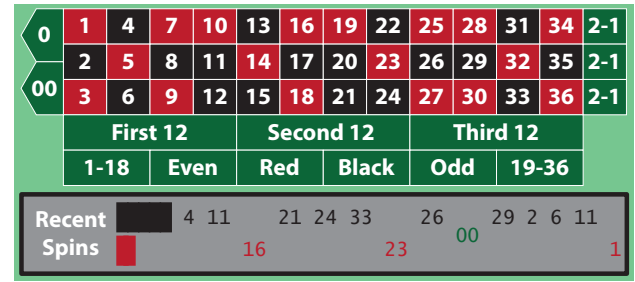 0 1 4 7 10 13 16 19 22 25 28 31 34 2-1
2 5 8 11 14 17 20 23 26 29 32 35 2-1
00 3 6 9 12 15 18 21 24 27 30 33 36 2-1
First 12 Second 12 Third 12
1-18 Even Red Black Odd 19-36
Recent 4 11 21 24 33 26 29 2 6 11
00
Spins 16 23 1